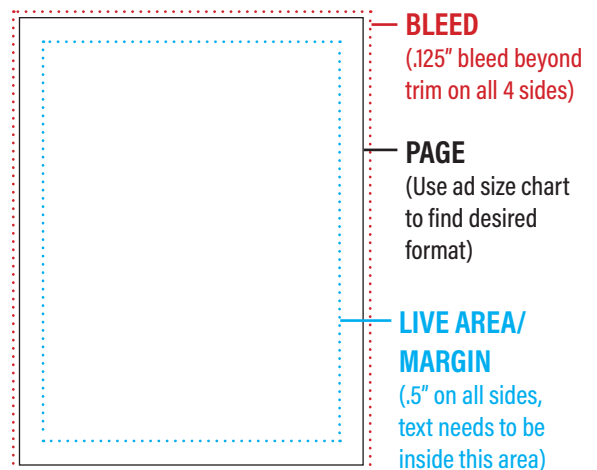 BLEED
(.125" bleed beyond
trim on all 4 sides)
PAGE
(Use ad size chart
to find desired
format)
LIVE AREA/
MARGIN
(.5" on all sides,
text needs to be
inside this area)